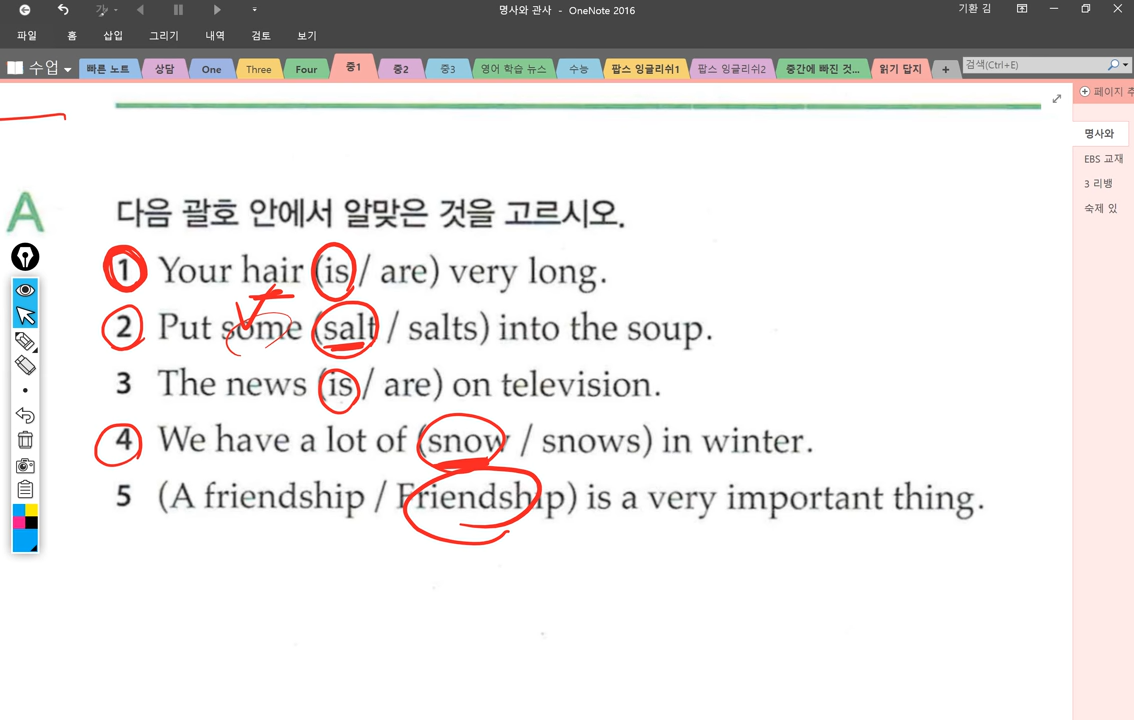 명사와 관사 - OneNote 2016
기환 김
파일 홈 삽입 그리기 내역 검토 보기
수업 빠른 노트 상담 One Three Four 중1 중2 중3 영어 학습 뉴스 수능 팝스 잉글리쉬1 팝스 잉글리쉬2 중간에 빠진 것... 읽기 답지 + 검색(Ctrl+E)
페이지 추
명사와
EBS 교재
3 리뱅
숙제 있
A 다음 괄호 안에서 알맞은 것을 고르시오.
1 Your hair (is / are) very long.
2 Put some (salt / salts) into the soup.
3 The news (is / are) on television.
4 We have a lot of (snow / snows) in winter.
5 (A friendship / Friendship) is a very important thing.